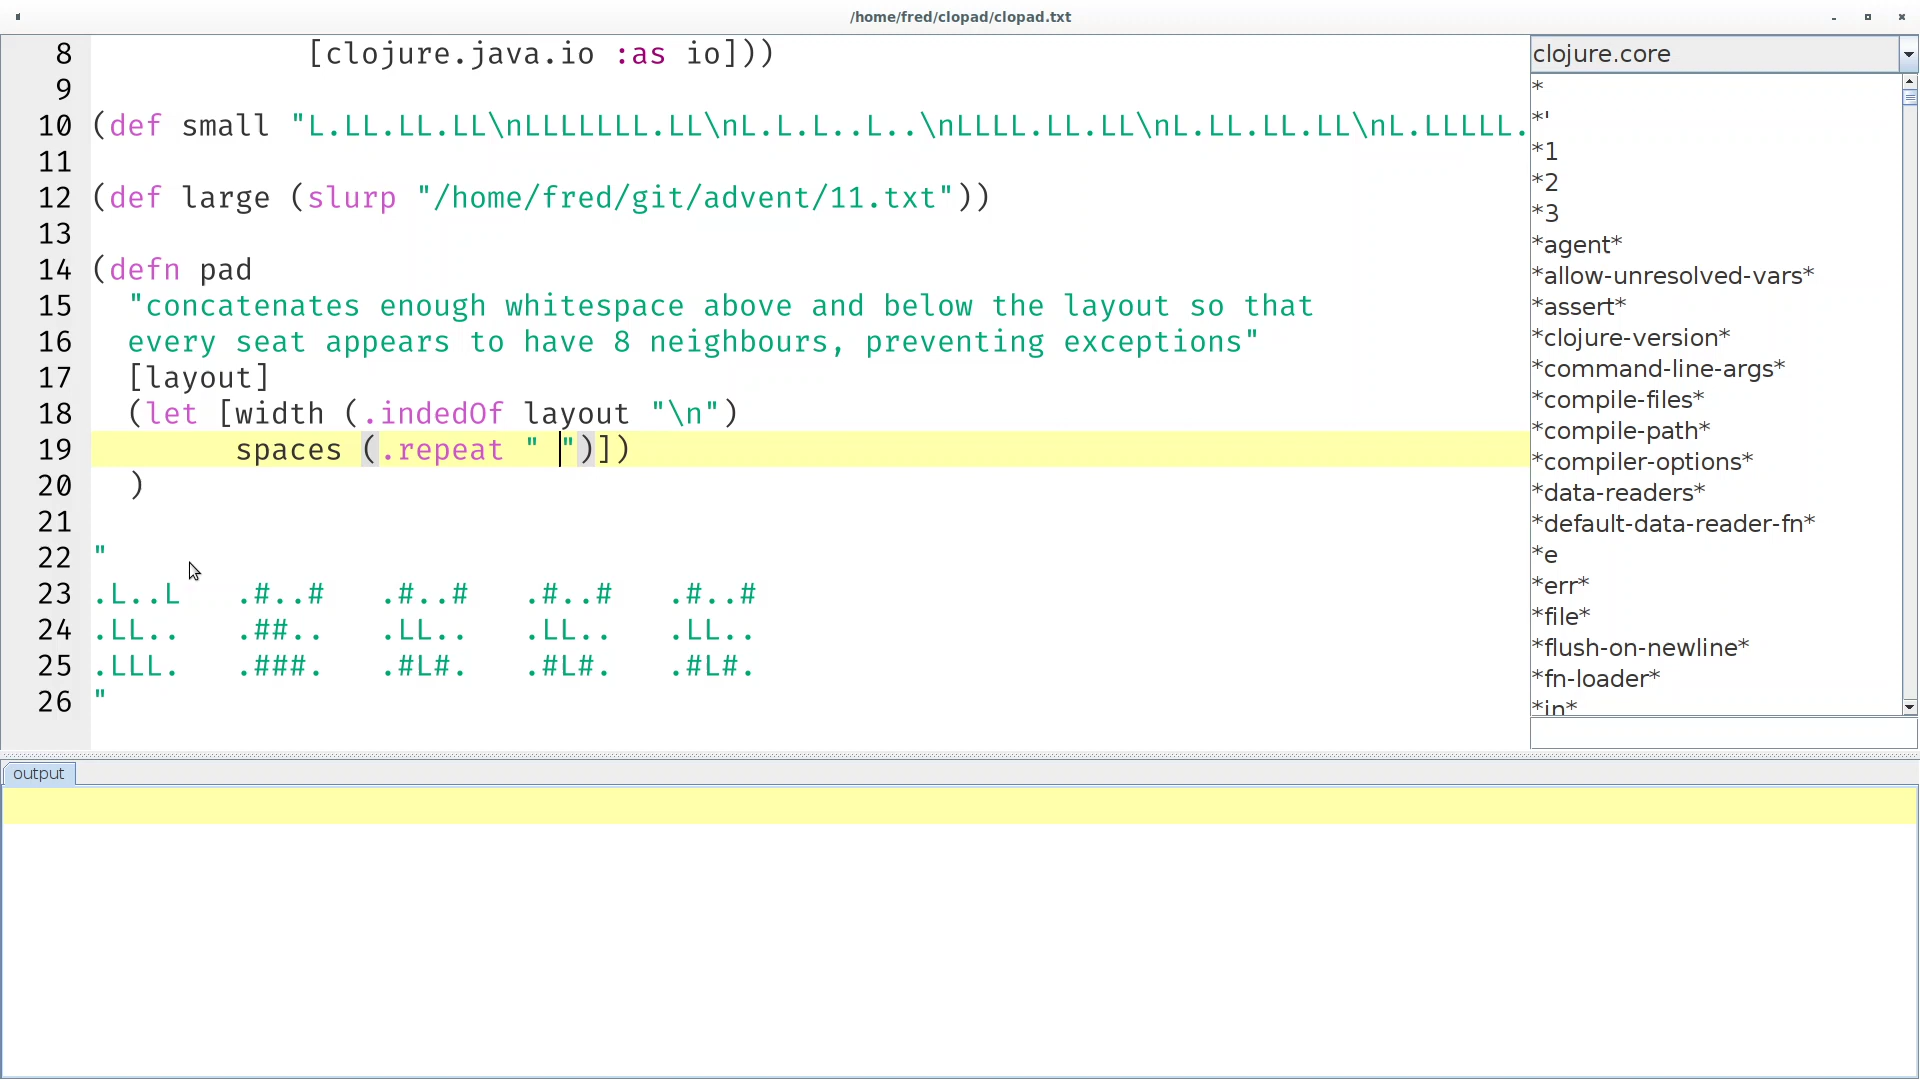 /home/fred/clopad/clopad.txt
8 [clojure.java.io :as io]))
9
10 (def small "L.LL.LL.LL\nLLLLLLL.LL\nL.L.L..L..\nLLLL.LL.LL\nL.LL.LL.LL\nL.LLLLL.
11
12 (def large (slurp "/home/fred/git/advent/11.txt"))
13
14 (defn pad
15 "concatenates enough whitespace above and below the layout so that
16 every seat appears to have 8 neighbours, preventing exceptions"
17 [layout]
18 (let [width (.indedOf layout "\n")
19 spaces (.repeat " ")])
20 )
21
22 "
23 .L..L .#..# .#..# .#..# .#..#
24 .LL.. .##.. .LL.. .LL.. .LL..
25 .LLL. .###. .#L#. .#L#. .#L#.
26 "
clojure.core
*
*'
*1
*2
*3
*agent*
*allow-unresolved-vars*
*assert*
*clojure-version*
*command-line-args*
*compile-files*
*compile-path*
*compiler-options*
*data-readers*
*default-data-reader-fn*
*e
*err*
*file*
*flush-on-newline*
*fn-loader*
*in*
output